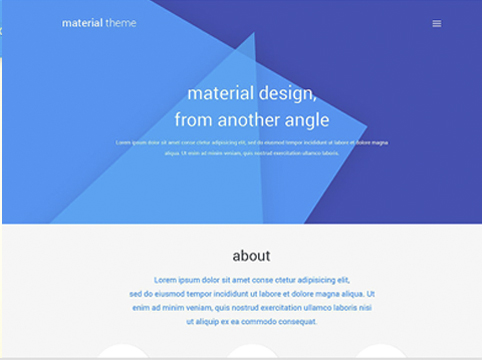 material theme
material design,
from another angle
Lorem ipsum dolor sit amet consectetur adipisicing elit, sed do eiusmod tempor incididunt ut labore et dolore magna
aliqua. Ut enim ad minim veniam, quis nostrud exercitation ullamco laboris.
about
Lorem ipsum dolor sit amet ctetur adipisicing elit,
sed do eiusmod tempor incididunt ut labore et dolore magna aliqua. Ut
enim ad minim veniam, quis nostrud exercitation ullamco laboris nisi
ut aliquip ex ea commodo consequat.